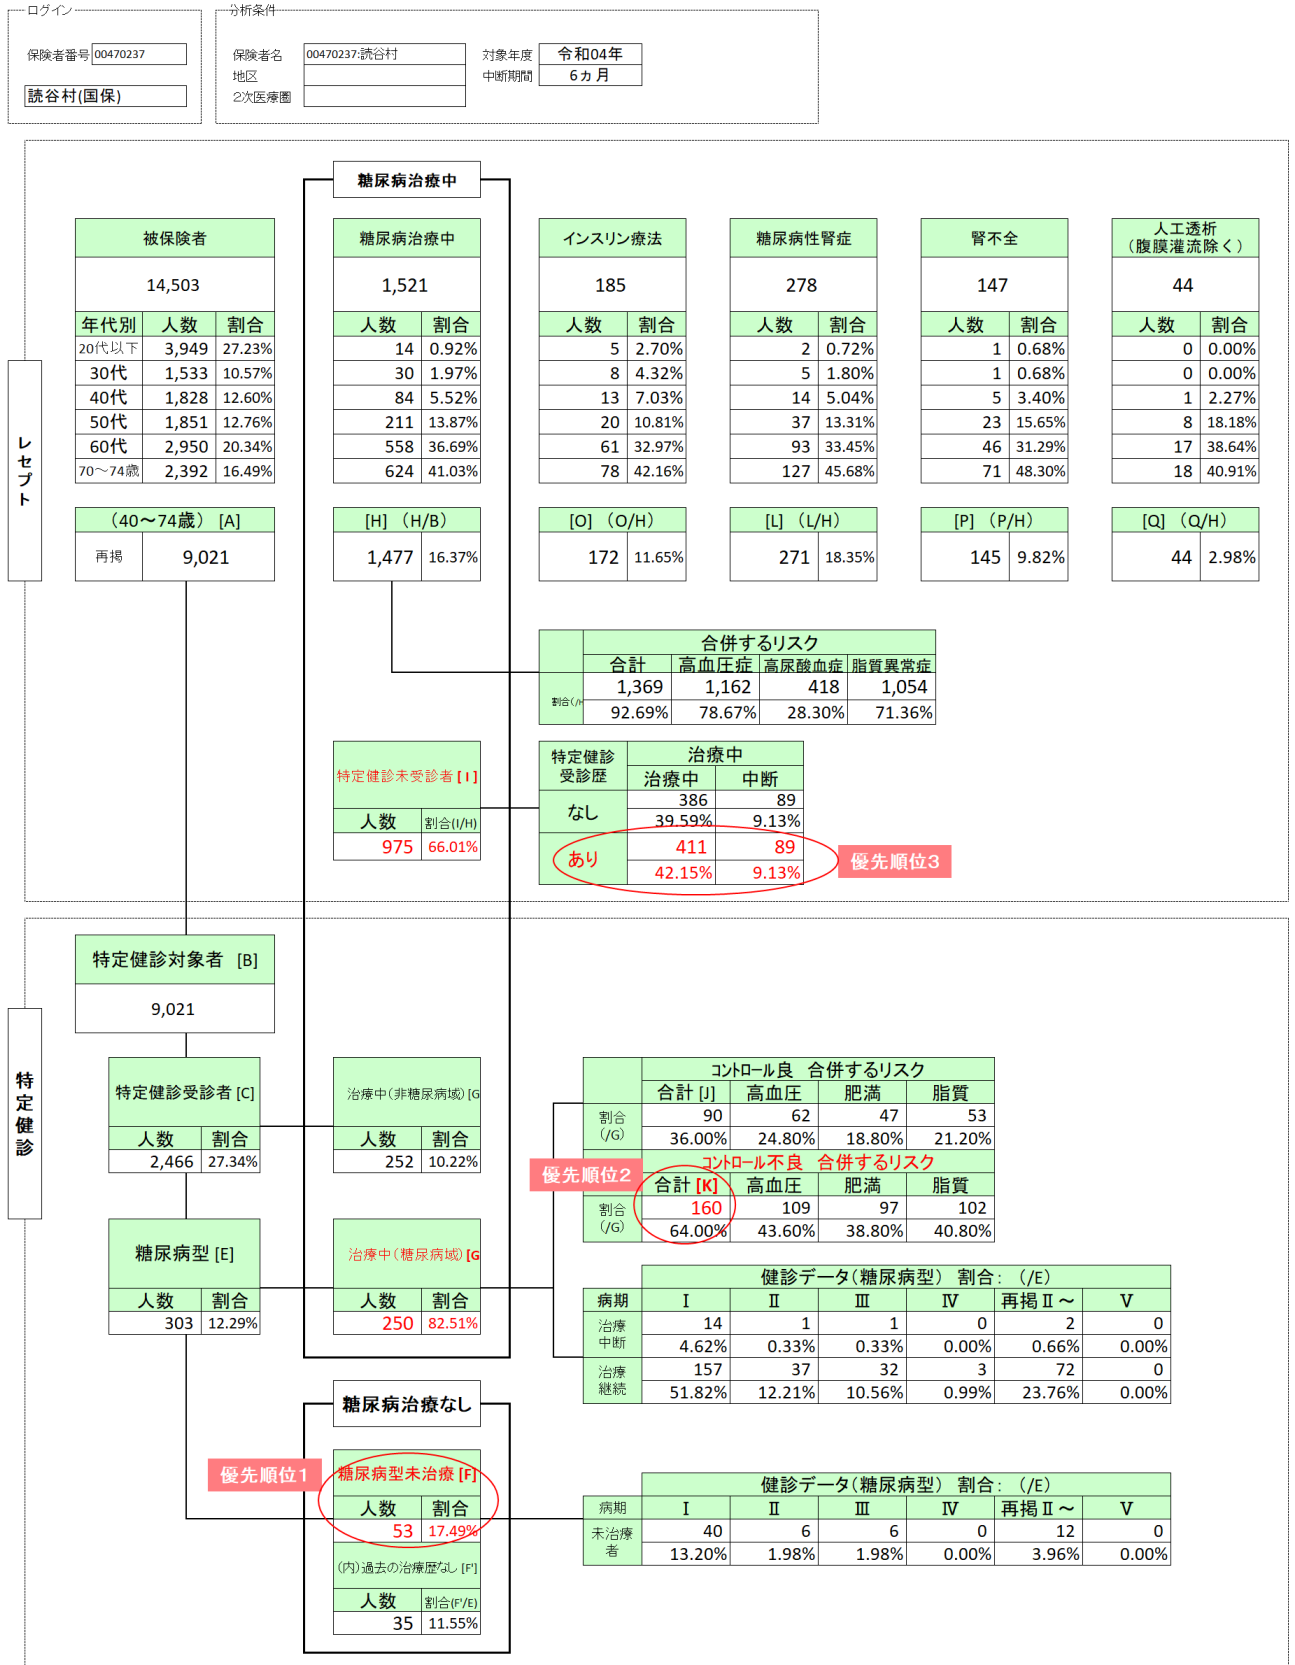 ログイン
保険者番号 00470237
読谷村(国保)
分析条件
保険者名 00470237:読谷村 対象年度 令和04年
地区 中断期間 6ヵ月
2次医療圏
糖尿病治療中
レセプト
被保険者 糖尿病治療中 インスリン療法 糖尿病性腎症 腎不全 人工透析
（腹膜灌流除く）
14,503 1,521 185 278 147 44
年代別 人数 割合 人数 割合 人数 割合 人数 割合 人数 割合 人数 割合
20代以下 3,949 27.23% 14 0.92% 5 2.70% 2 0.72% 1 0.68% 0 0.00%
30代 1,533 10.57% 30 1.97% 8 4.32% 5 1.80% 1 0.68% 0 0.00%
40代 1,828 12.60% 84 5.52% 13 7.03% 14 5.04% 5 3.40% 1 2.27%
50代 1,851 12.76% 211 13.87% 20 10.81% 37 13.31% 23 15.65% 8 18.18%
60代 2,950 20.34% 558 36.69% 61 32.97% 93 33.45% 46 31.29% 17 38.64%
70～74歳 2,392 16.49% 624 41.03% 78 42.16% 127 45.68% 71 48.30% 18 40.91%
（40～74歳） [A] [H] （H/B） [O] （O/H） [L] （L/H） [P] （P/H） [Q] （Q/H）
再掲 9,021 1,477 16.37% 172 11.65% 271 18.35% 145 9.82% 44 2.98%
合併するリスク
合計 高血圧症 高尿酸血症 脂質異常症
1,369 1,162 418 1,054
割合(/H
92.69% 78.67% 28.30% 71.36%
特定健診未受診者 [ I ]
人数 割合(I/H)
975 66.01%
特定健診
受診歴
治療中
治療中 中断
なし
386 89
39.59% 9.13%
あり
411 89
42.15% 9.13%
優先順位3
特定健診
特定健診対象者 [B]
9,021
特定健診受診者 [C]
人数 割合
2,466 27.34%
治療中(非糖尿病域) [G
人数 割合
252 10.22%
コントロール良 合併するリスク
合計 [J] 高血圧 肥満 脂質
割合
（/G）
90 62 47 53
36.00% 24.80% 18.80% 21.20%
優先順位2
コントロール不良 合併するリスク
合計 [K] 高血圧 肥満 脂質
割合
（/G）
160 109 97 102
64.00% 43.60% 38.80% 40.80%
糖尿病型 [E]
人数 割合
303 12.29%
治療中(糖尿病域) [G
人数 割合
250 82.51%
健診データ(糖尿病型) 割合： （/E）
病期 Ⅰ Ⅱ Ⅲ Ⅳ 再掲Ⅱ～ Ⅴ
治療
中断
14 1 1 0 2 0
4.62% 0.33% 0.33% 0.00% 0.66% 0.00%
治療
継続
157 37 32 3 72 0
51.82% 12.21% 10.56% 0.99% 23.76% 0.00%
糖尿病治療なし
優先順位1
糖尿病型未治療 [F]
人数 割合
53 17.49%
(内)過去の治療歴なし [F']
人数 割合(F'/E)
35 11.55%
健診データ(糖尿病型) 割合： （/E）
病期 Ⅰ Ⅱ Ⅲ Ⅳ 再掲Ⅱ～ Ⅴ
未治療
者
40 6 6 0 12 0
13.20% 1.98% 1.98% 0.00% 3.96% 0.00%